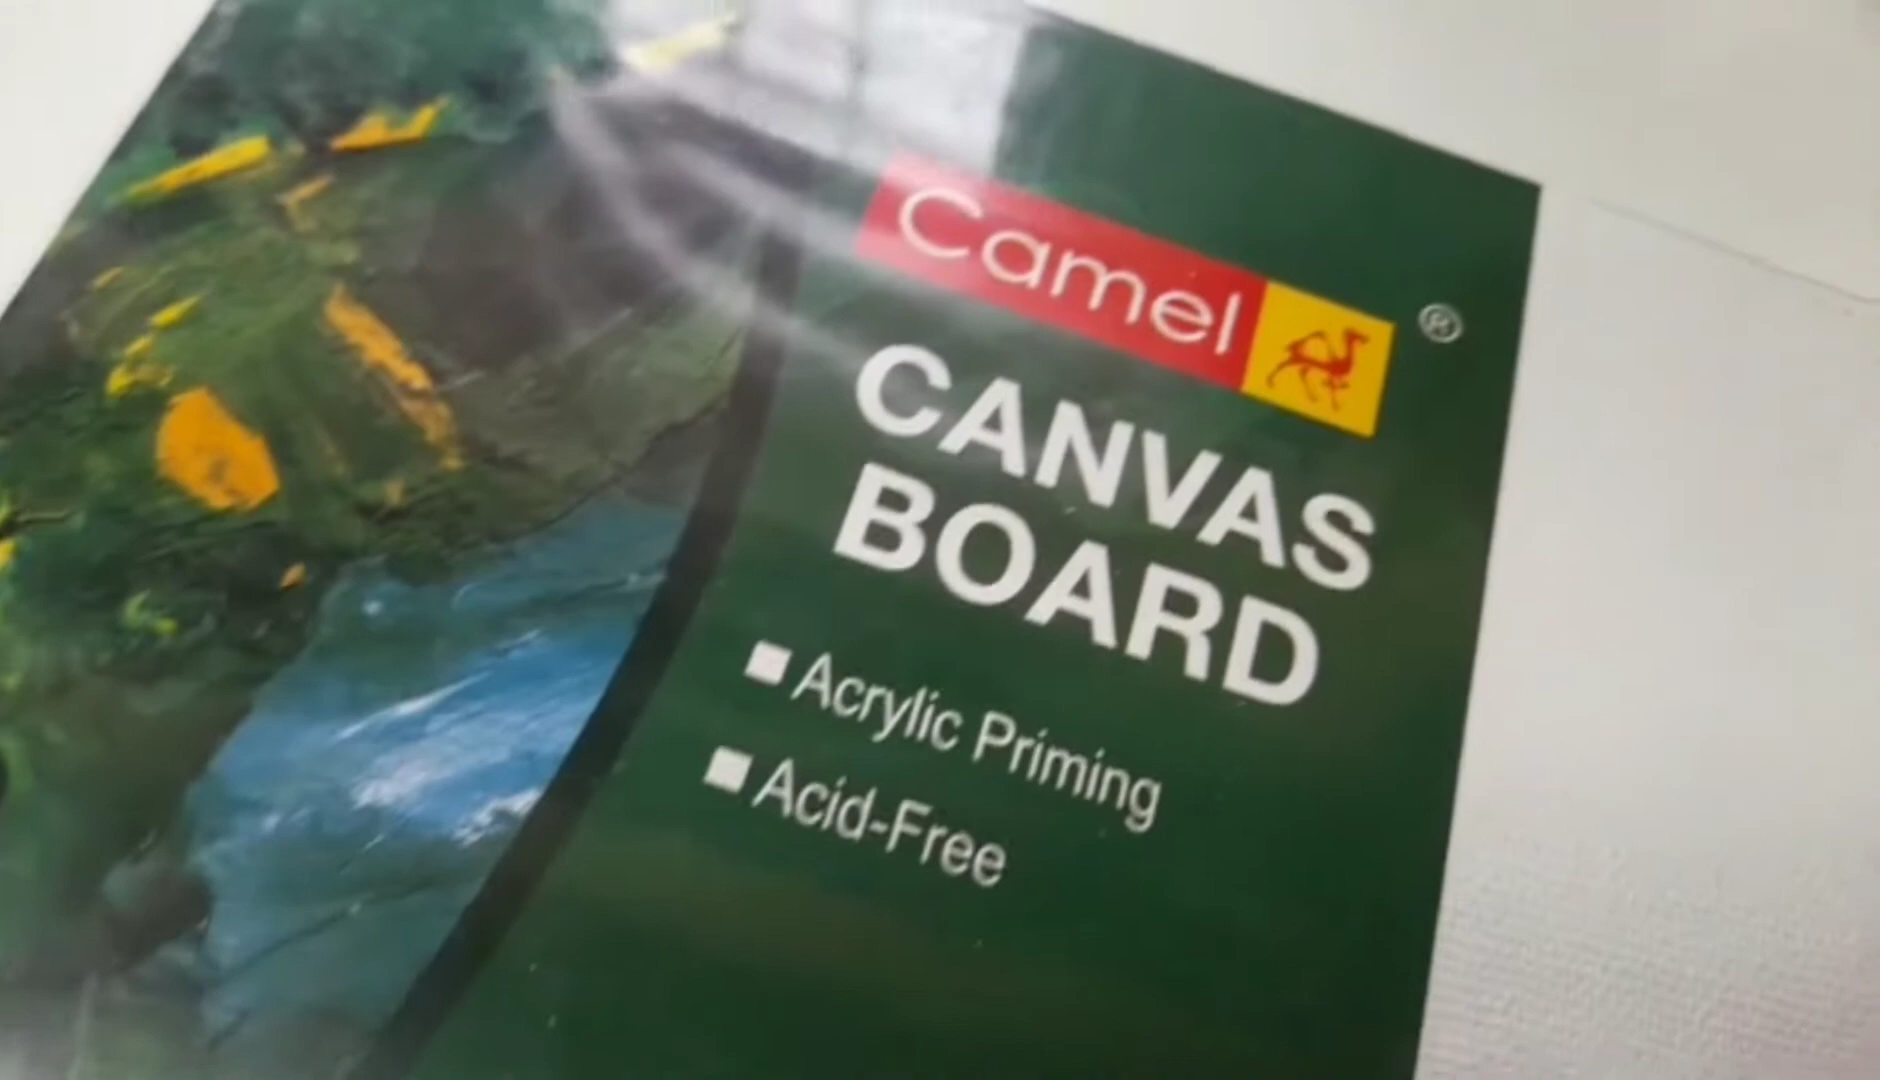 Camel ®
CANVAS
BOARD
■ Acrylic Priming
■ Acid-Free